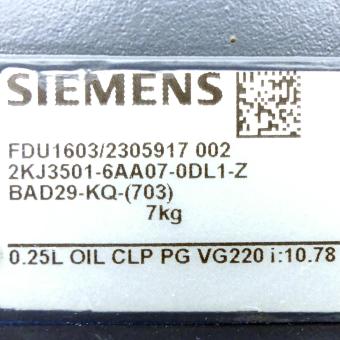 SIEMENS
FDU1603/2305917 002
2KJ3501-6AA07-0DL1-Z
BAD29-KQ-(703)
7kg
0.25L OIL CLP PG VG220 i:10.78